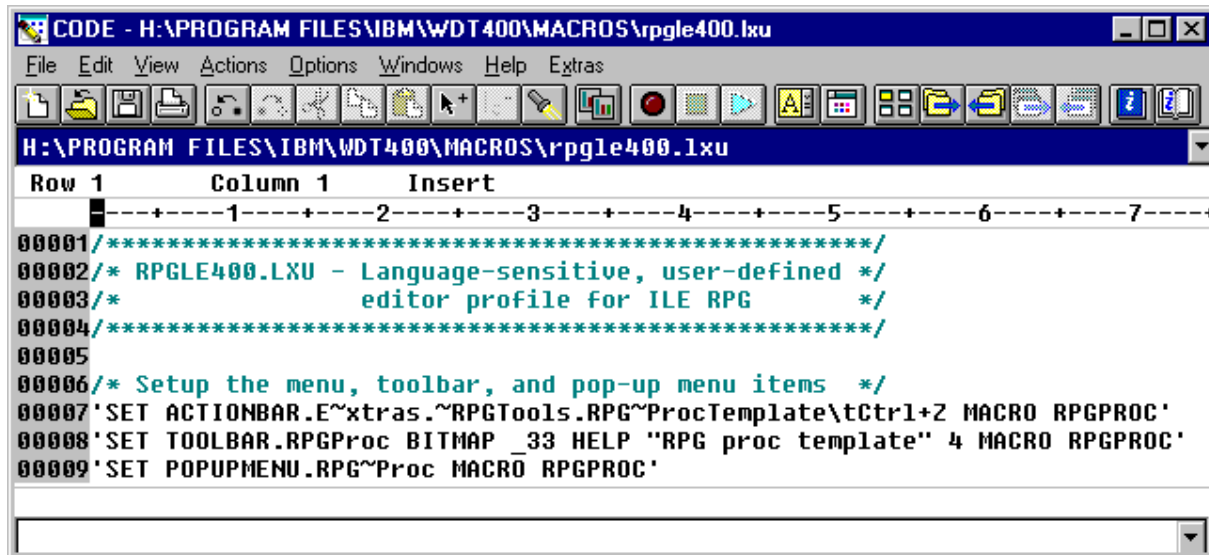 CODE - H:\PROGRAM FILES\IBM\WDT400\MACROS\rpgle400.lxu
File Edit View Actions Options Windows Help Extras
H:\PROGRAM FILES\IBM\WDT400\MACROS\rpgle400.lxu
Row 1 Column 1 Insert
----+----1----+----2----+----3----+----4----+----5----+----6----+----7----+
00001/***************************************************/
00002/* RPGLE400.LXU - Language-sensitive, user-defined */
00003/*                editor profile for ILE RPG       */
00004/***************************************************/
00005
00006/* Setup the menu, toolbar, and pop-up menu items  */
00007'SET ACTIONBAR.E~xtras.~RPGTools.RPG~ProcTemplate\tCtrl+Z MACRO RPGPROC'
00008'SET TOOLBAR.RPGProc BITMAP _33 HELP "RPG proc template" 4 MACRO RPGPROC'
00009'SET POPUPMENU.RPG~Proc MACRO RPGPROC'